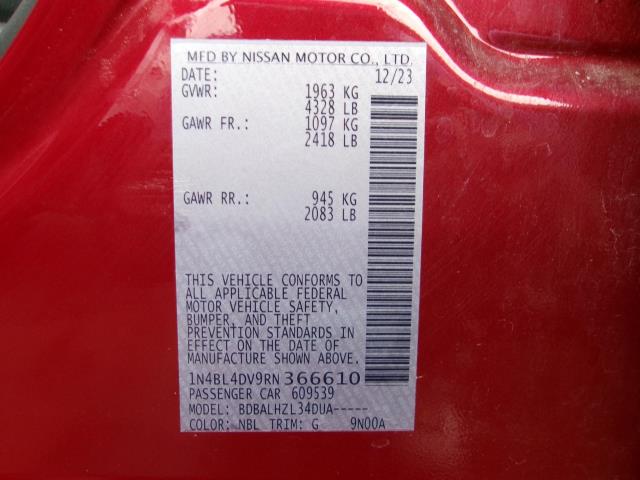 MFD BY NISSAN MOTOR CO., LTD.
DATE: 12/23
GVWR: 1963 KG
4328 LB
GAWR FR.: 1097 KG
2418 LB
GAWR RR.: 945 KG
2083 LB
THIS VEHICLE CONFORMS TO
ALL APPLICABLE FEDERAL
MOTOR VEHICLE SAFETY,
BUMPER, AND THEFT
PREVENTION STANDARDS IN
EFFECT ON THE DATE OF
MANUFACTURE SHOWN ABOVE.
1N4BL4DV9RN366610
PASSENGER CAR 609539
MODEL: BDBALHZL34DUA-----
COLOR: NBL TRIM: G 9N00A